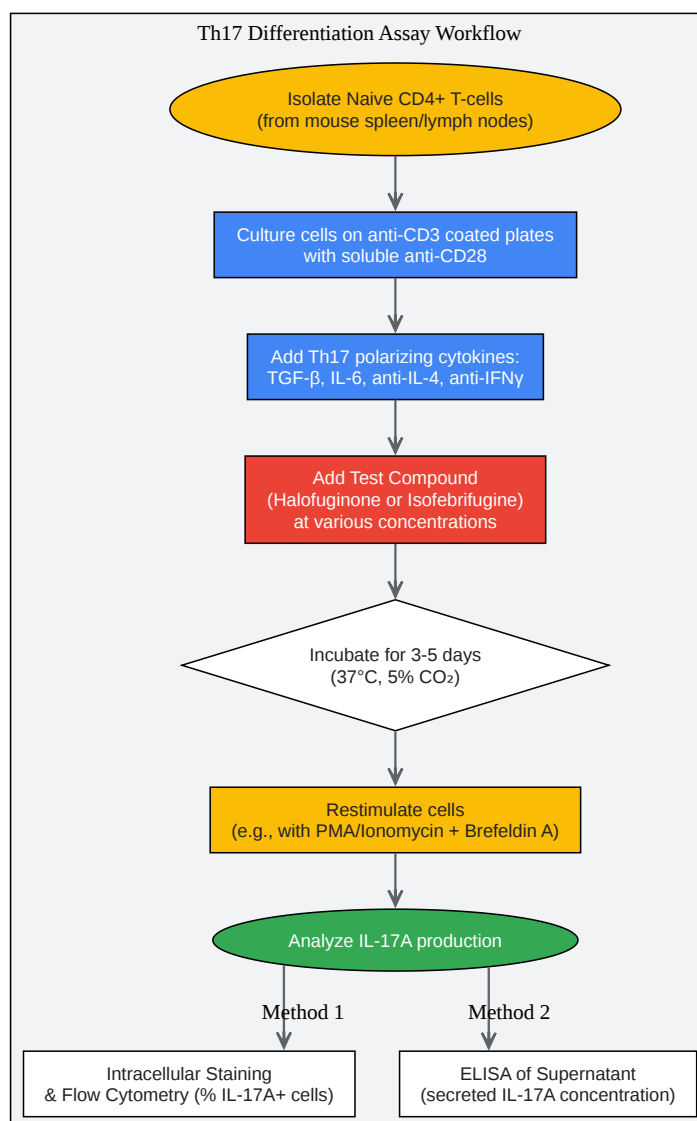 Th17 Differentiation Assay Workflow
Isolate Naive CD4+ T-cells
(from mouse spleen/lymph nodes)
Culture cells on anti-CD3 coated plates
with soluble anti-CD28
Add Th17 polarizing cytokines:
TGF-β, IL-6, anti-IL-4, anti-IFNγ
Add Test Compound
(Halofuginone or Isofebrifugine)
at various concentrations
Incubate for 3-5 days
(37°C, 5% CO₂)
Restimulate cells
(e.g., with PMA/Ionomycin + Brefeldin A)
Analyze IL-17A production
Method 1
Method 2
Intracellular Staining
& Flow Cytometry (% IL-17A+ cells)
ELISA of Supernatant
(secreted IL-17A concentration)